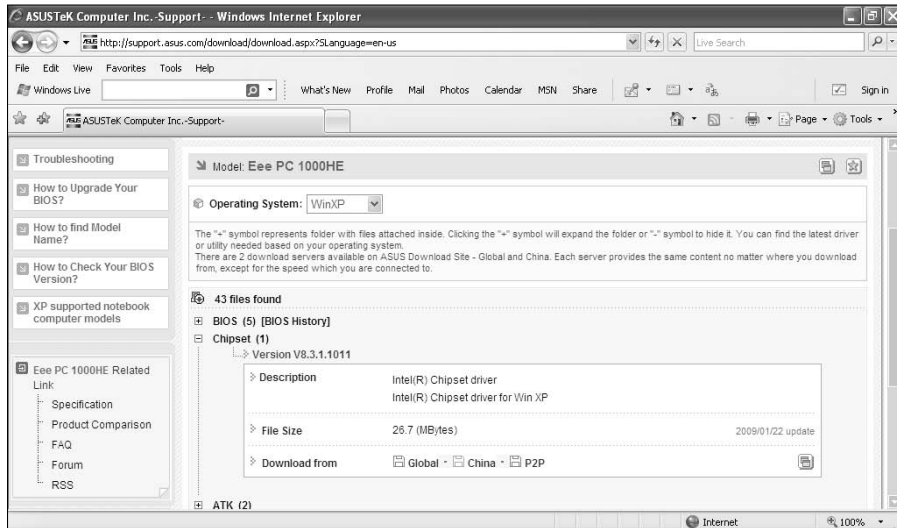 ASUSTeK Computer Inc.-Support- - Windows Internet Explorer
http://support.asus.com/download/download.aspx?SLanguage=en-us
Live Search
File Edit View Favorites Tools Help
Windows Live
What's New Profile Mail Photos Calendar MSN Share
Sign in
ASUSTeK Computer Inc.-Support-
Page Tools
Troubleshooting
How to Upgrade Your
BIOS?
How to find Model
Name?
How to Check Your BIOS
Version?
XP supported notebook
computer models
Eee PC 1000HE Related
Link
Specification
Product Comparison
FAQ
Forum
RSS
Model: Eee PC 1000HE
Operating System: WinXP
The "+" symbol represents folder with files attached inside. Clicking the "+" symbol will expand the folder or "-" symbol to hide it. You can find the latest driver
or utility needed based on your operating system.
There are 2 download servers available on ASUS Download Site - Global and China. Each server provides the same content no matter where you download
from, except for the speed which you are connected to.
43 files found
BIOS (5) [BIOS History]
Chipset (1)
Version V8.3.1.1011
Description
Intel(R) Chipset driver
Intel(R) Chipset driver for Win XP
File Size
26.7 (MBytes)
2009/01/22 update
Download from
Global · China · P2P
ATK (2)
Internet
100%